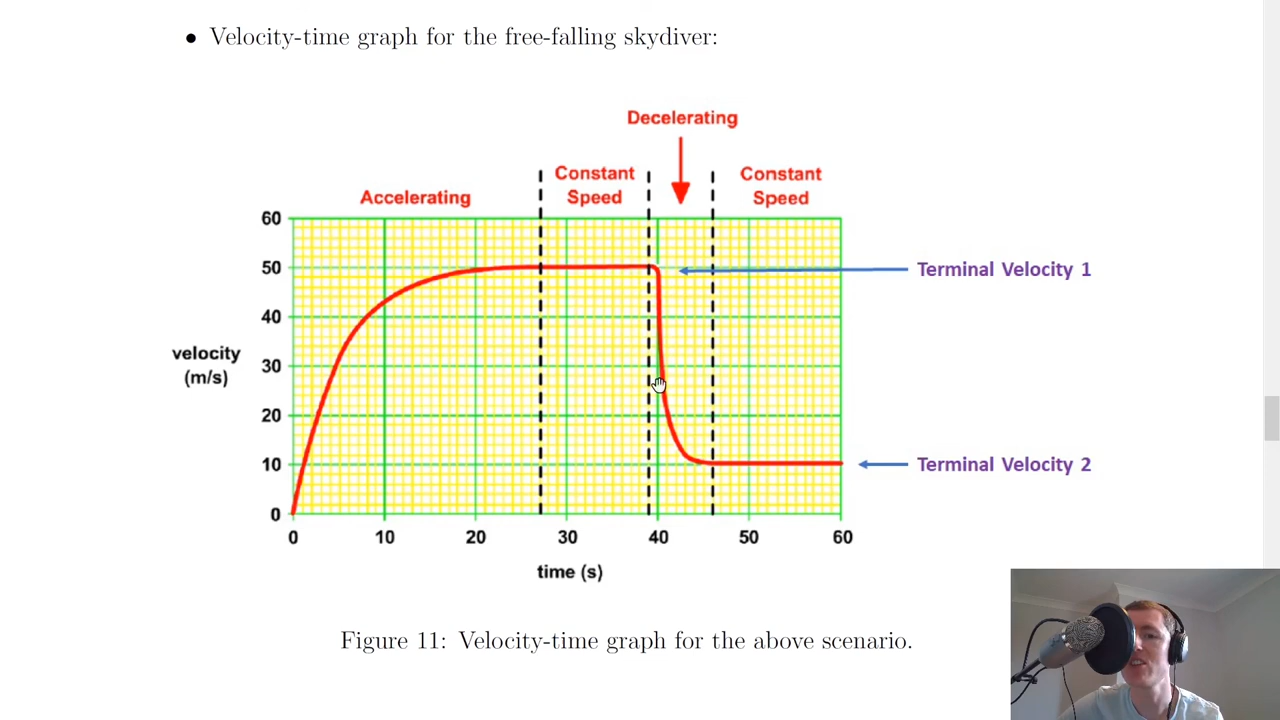 • Velocity-time graph for the free-falling skydiver:
Decelerating
Accelerating
Constant
Speed
Constant
Speed
60
50
40
30
20
10
0
velocity
(m/s)
Terminal Velocity 1
Terminal Velocity 2
0 10 20 30 40 50 60
time (s)
Figure 11: Velocity-time graph for the above scenario.